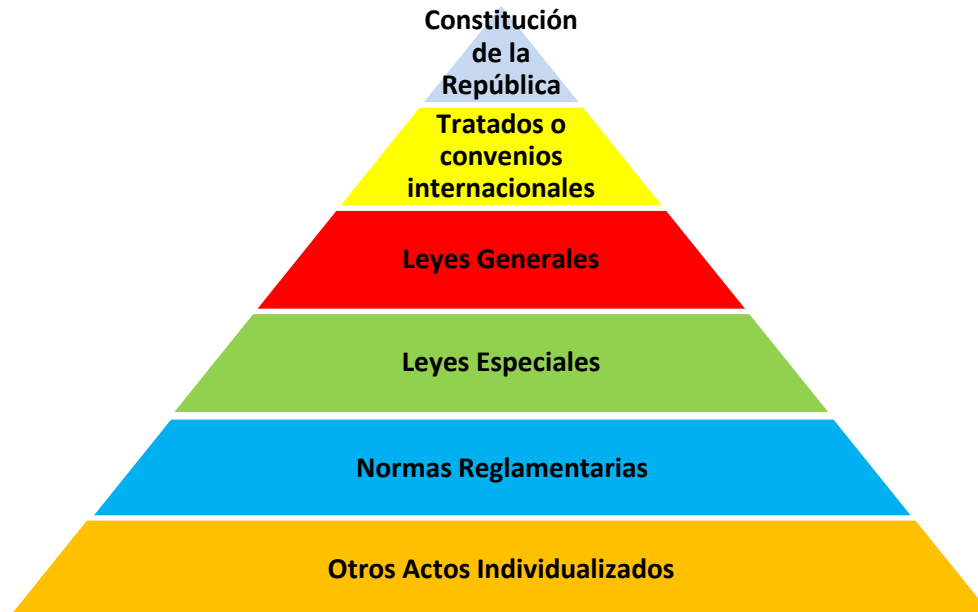 Constitución
de la
República
Tratados o
convenios
internacionales
Leyes Generales
Leyes Especiales
Normas Reglamentarias
Otros Actos Individualizados